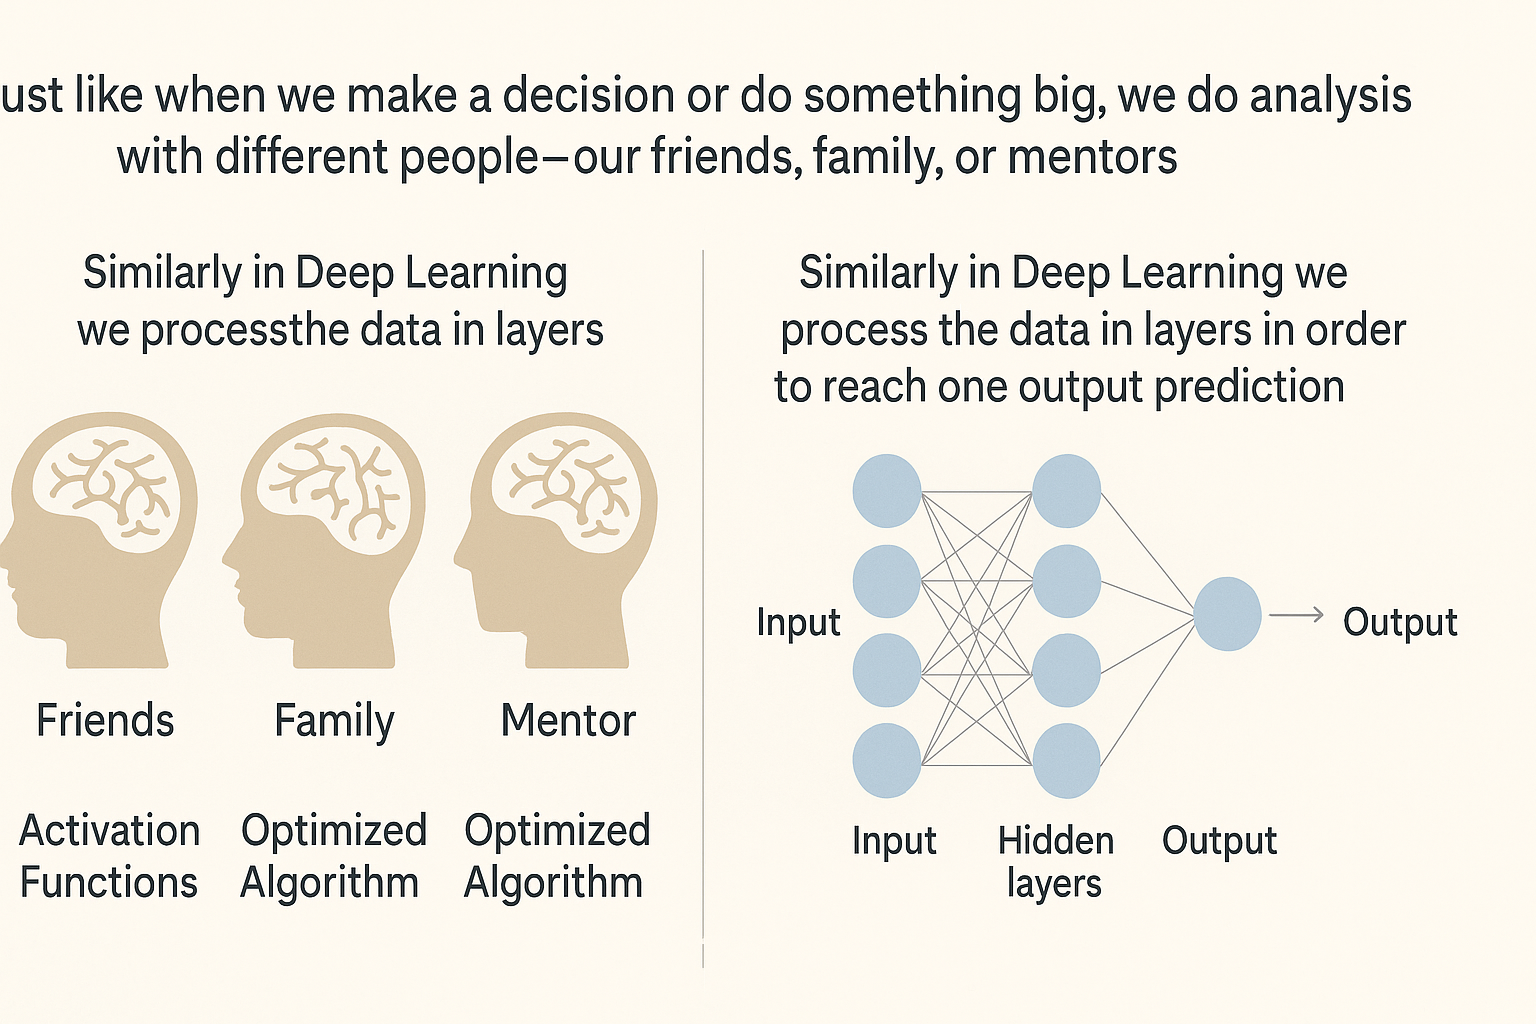 ust like when we make a decision or do something big, we do analysis
with different people—our friends, family, or mentors
Similarly in Deep Learning
we processthe data in layers
Friends
Family
Mentor
Activation
Functions
Optimized
Algorithm
Optimized
Algorithm
Similarly in Deep Learning we
process the data in layers in order
to reach one output prediction
Input
Output
Input
Hidden
layers
Output